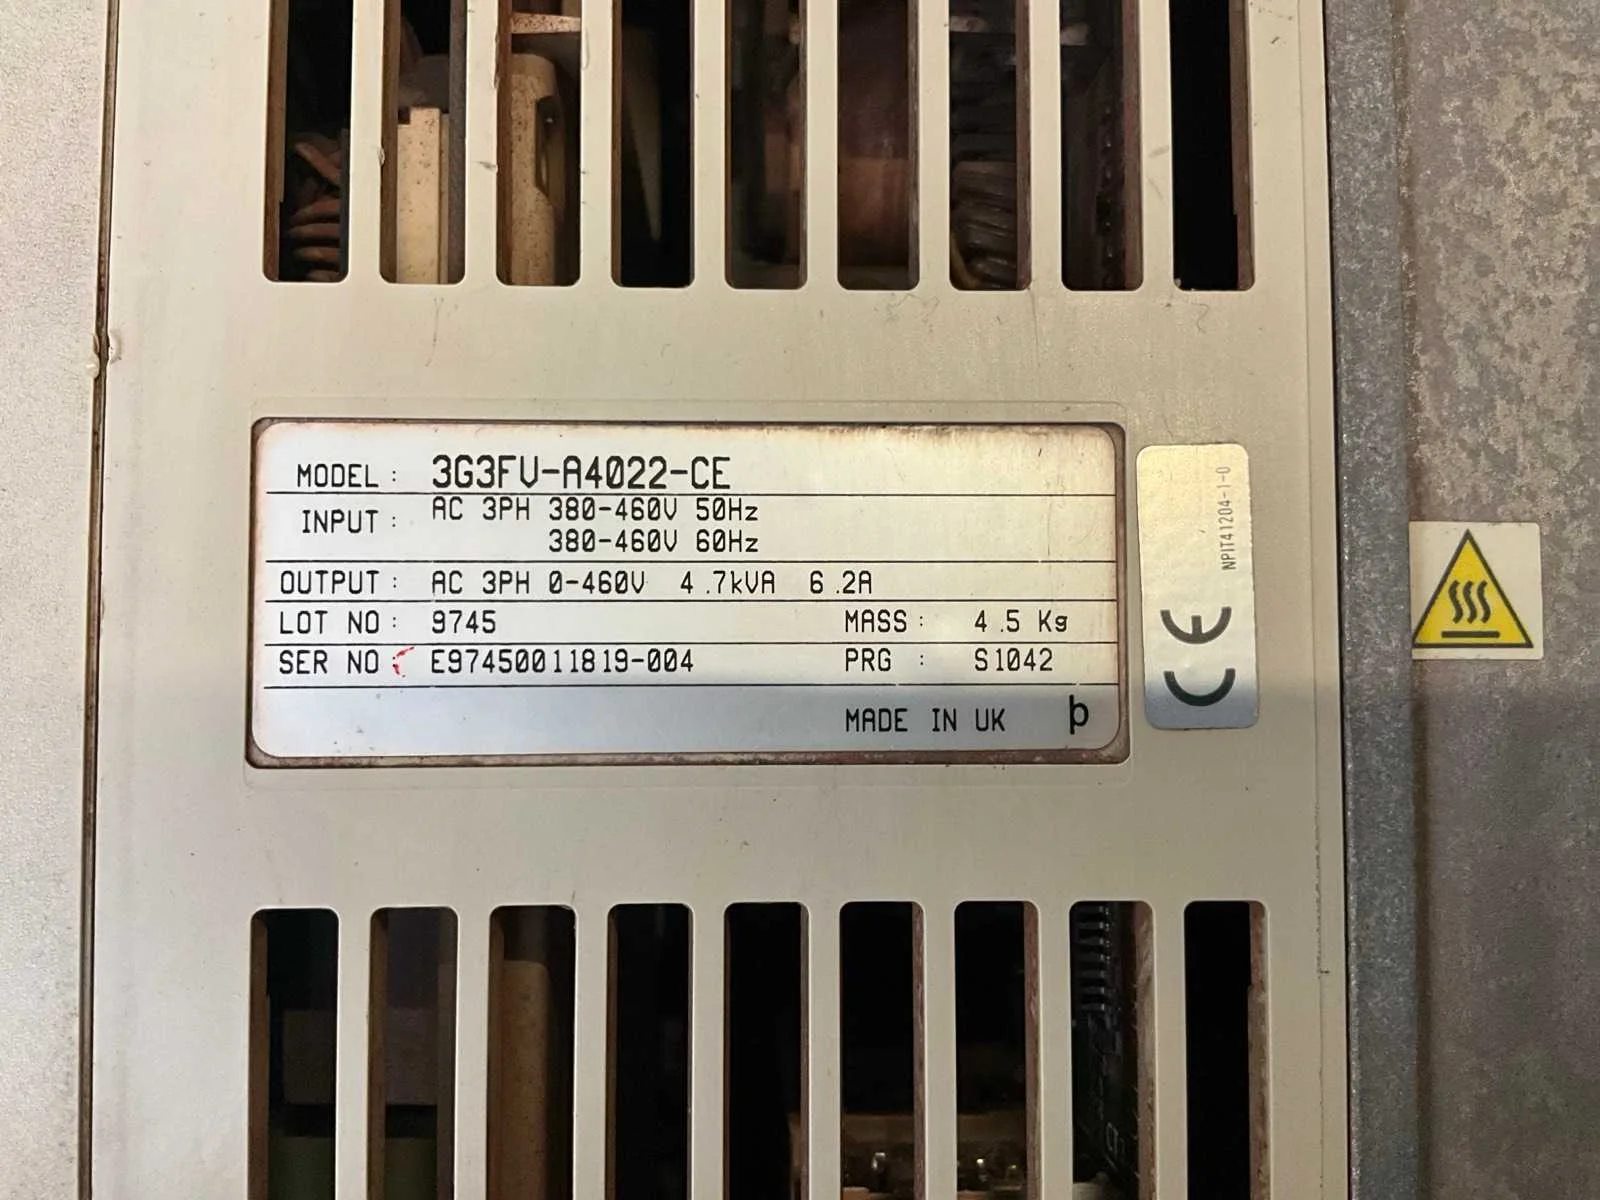 MODEL : 3G3FV-A4022-CE
INPUT : AC 3PH 380-460V 50Hz
380-460V 60Hz
OUTPUT : AC 3PH 0-460V 4.7kVA 6.2A
LOT NO : 9745 MASS : 4.5 Kg
SER NO : E97450011819-004 PRG : S1042
MADE IN UK þ
NPIT41204-1-0
CE